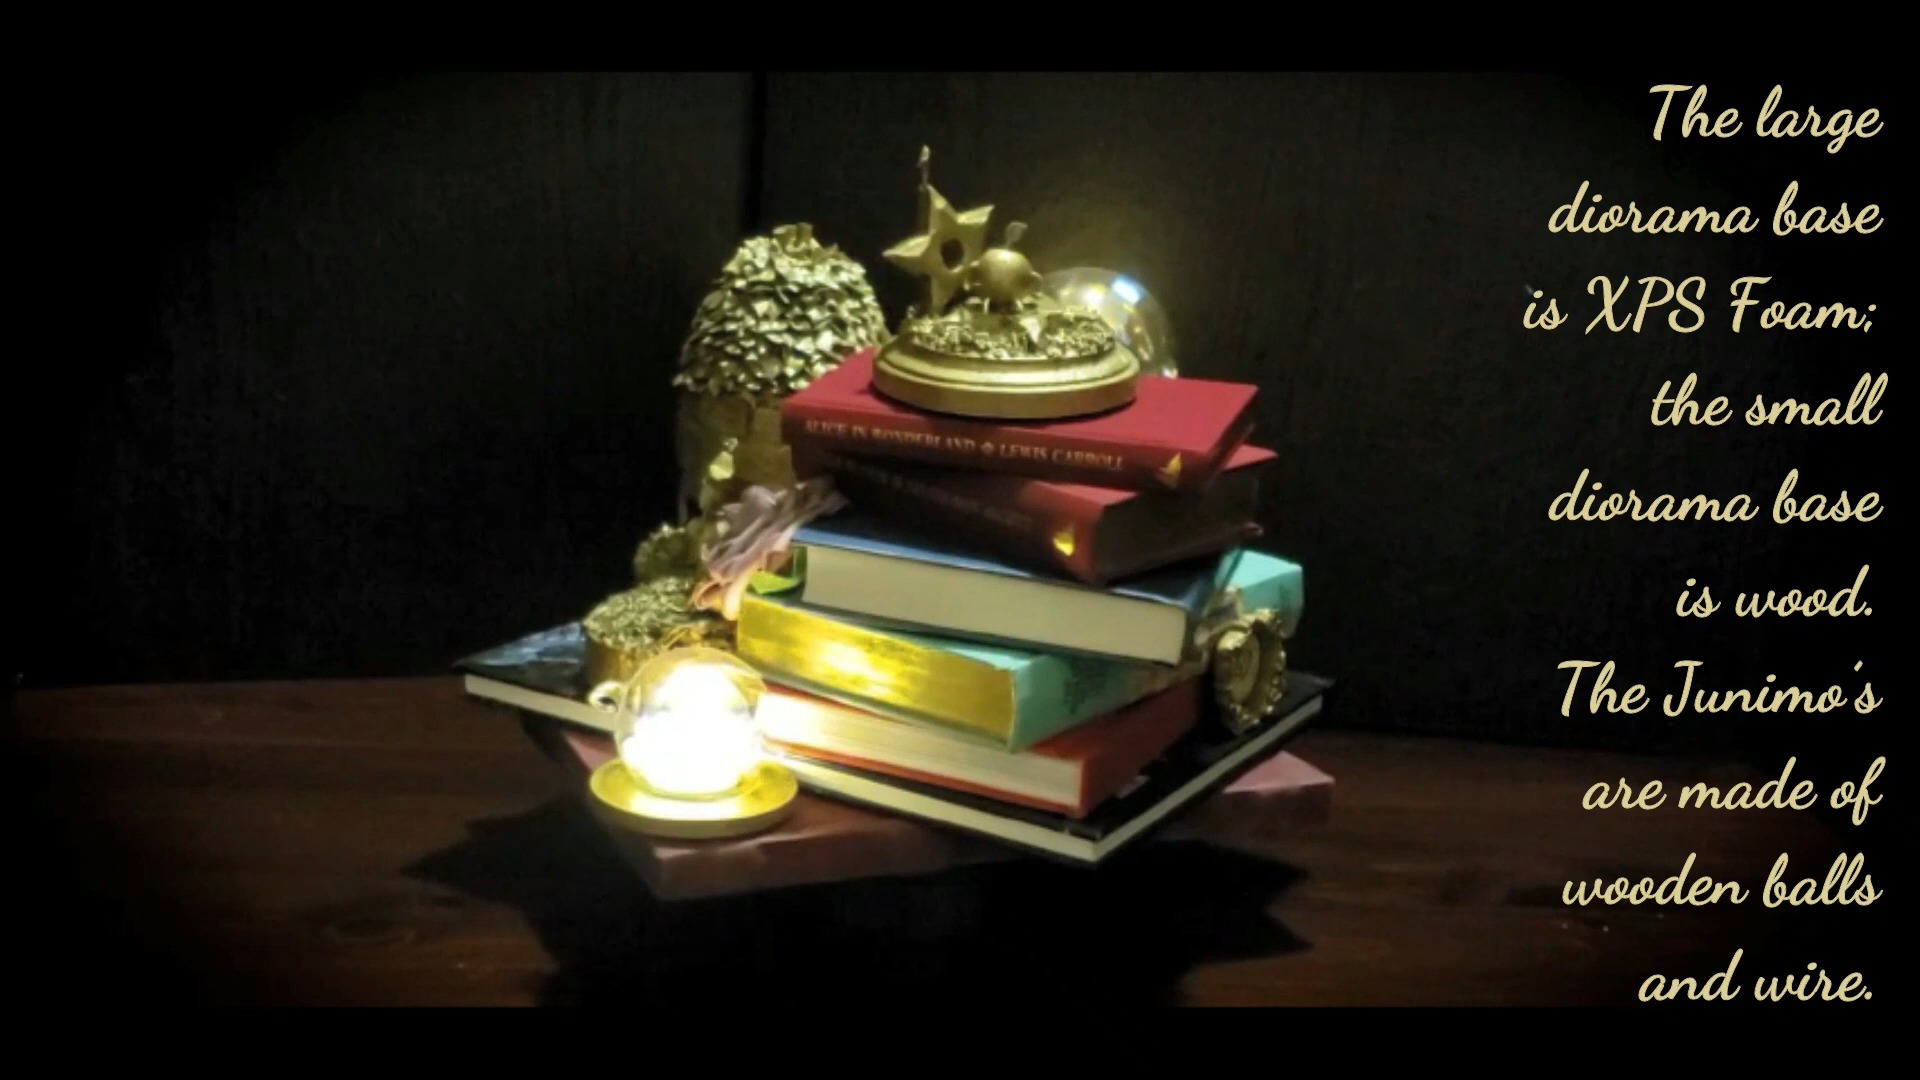 The large
diorama base
is XPS Foam;
the small
diorama base
is wood.
The Junimo's
are made of
wooden balls
and wire.
ALICE IN WONDERLAND LEWIS CARROLL